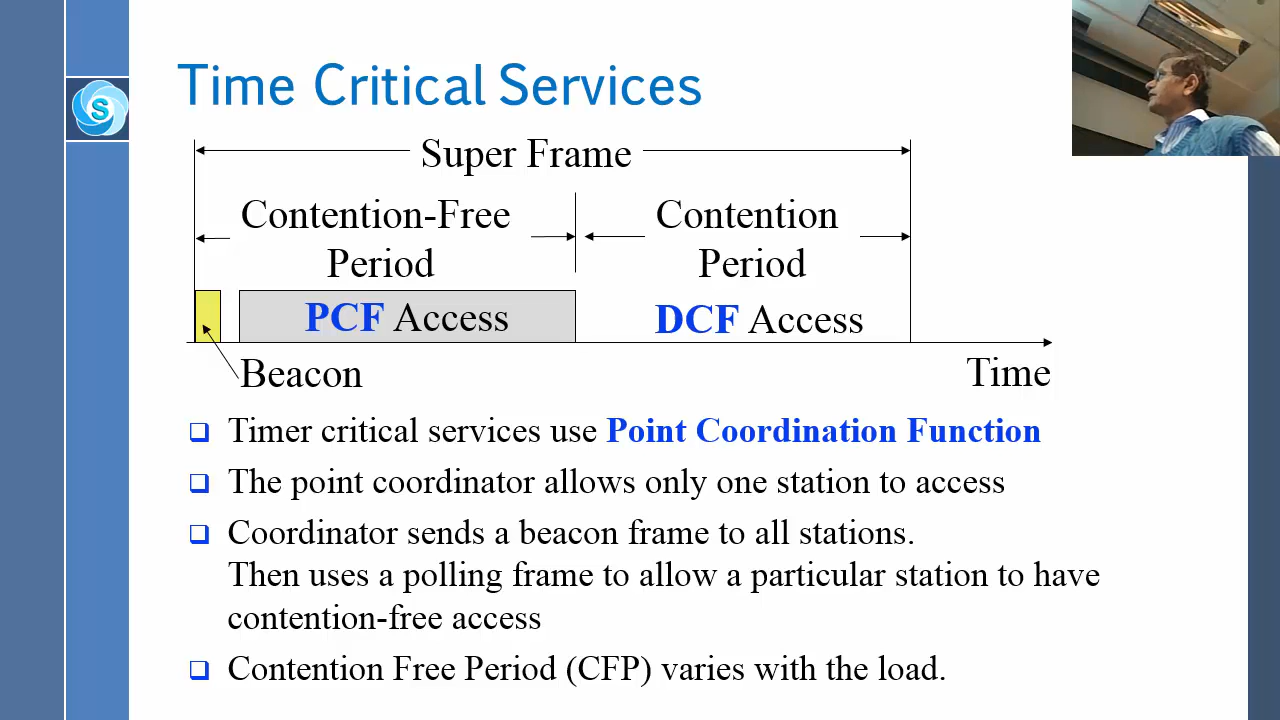 S
Time Critical Services
Super Frame
Contention-Free
Period
Contention
Period
PCF Access
DCF Access
Beacon
Time
Timer critical services use Point Coordination Function
The point coordinator allows only one station to access
Coordinator sends a beacon frame to all stations.
Then uses a polling frame to allow a particular station to have
contention-free access
Contention Free Period (CFP) varies with the load.